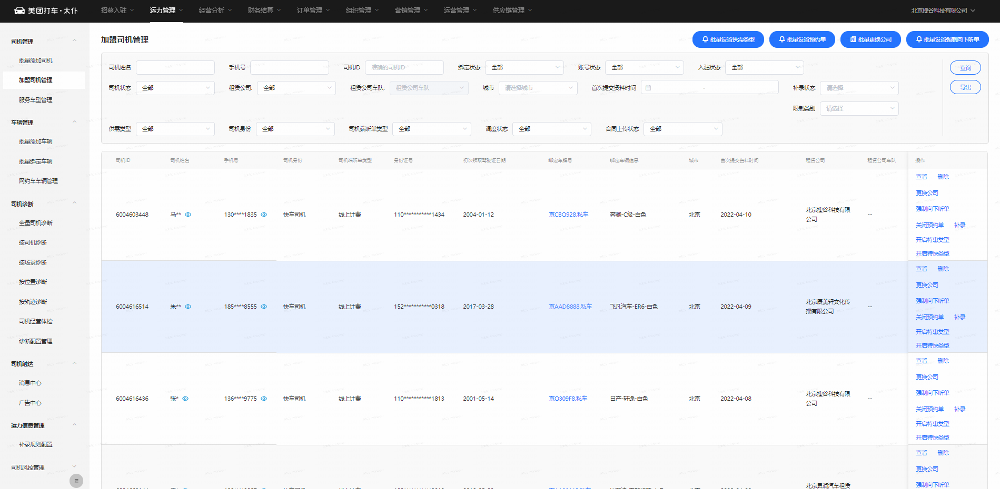 美团打车·太仆 招募入驻 运力管理 经营分析 财务结算 订单管理 组织管理 营销管理 运营管理 供应链管理 北京搜谷科技有限公司
司机管理
批量添加司机
加盟司机管理
服务车型管理
车辆管理
批量添加车辆
批量绑定车辆
网约车车辆管理
司机诊断
全量司机诊断
按司机诊断
按场景诊断
按位置诊断
按轨迹诊断
司机经营体检
诊断配置管理
司机触达
消息中心
广告中心
运力信息管理
补录规则配置
司机风控管理
加盟司机管理 批量设置供需类型 批量设置预约单 批量更换公司 批量设置强制向下听单
司机姓名 手机号 司机ID 准确的司机ID 绑定状态 全部 账号状态 全部 入驻状态 全部 查询
司机状态 全部 租赁公司: 全部 租赁公司车队: 租赁公司车队 城市 请选择城市 首次提交资料时间 - 补录状态 请选择 导出
限制类别 请选择
供需类型 全部 司机身份 全部 司机端听单类型 全部 调度状态 全部 合同上传状态 全部
司机ID 司机姓名 手机号 司机身份 司机端听单类型 身份证号 初次领取驾驶证日期 绑定车牌号 绑定车辆信息 城市 首次提交资料时间 租赁公司 租赁公司车队 操作
6004603448 马** 130****1835 快车司机 线上计费 110***********1434 2004-01-12 京CBQ928.私车 奔驰-C级-白色 北京 2022-04-10 北京搜谷科技有限
公司 --
查看 删除
更换公司
强制向下听单
关闭预约单 补录
开启特惠类型
开启特快类型
6004616514 朱** 185****8555 快车司机 线上计费 152***********0318 2017-03-28 京AAD8888.私车 飞凡汽车-ER6-白色 北京 2022-04-09 北京辰美轩文化传
播有限公司 --
查看 删除
更换公司
强制向下听单
关闭预约单 补录
开启特惠类型
开启特快类型
6004616436 张* 136****9775 快车司机 线上计费 110***********1813 2001-05-14 京Q309F8.私车 日产-轩逸-白色 北京 2022-04-08 北京搜谷科技有限
公司 --
查看 删除
更换公司
强制向下听单
关闭预约单 补录
开启特惠类型
开启特快类型
北京昇润汽车租赁
查看 删除
更换公司
强制向下听单